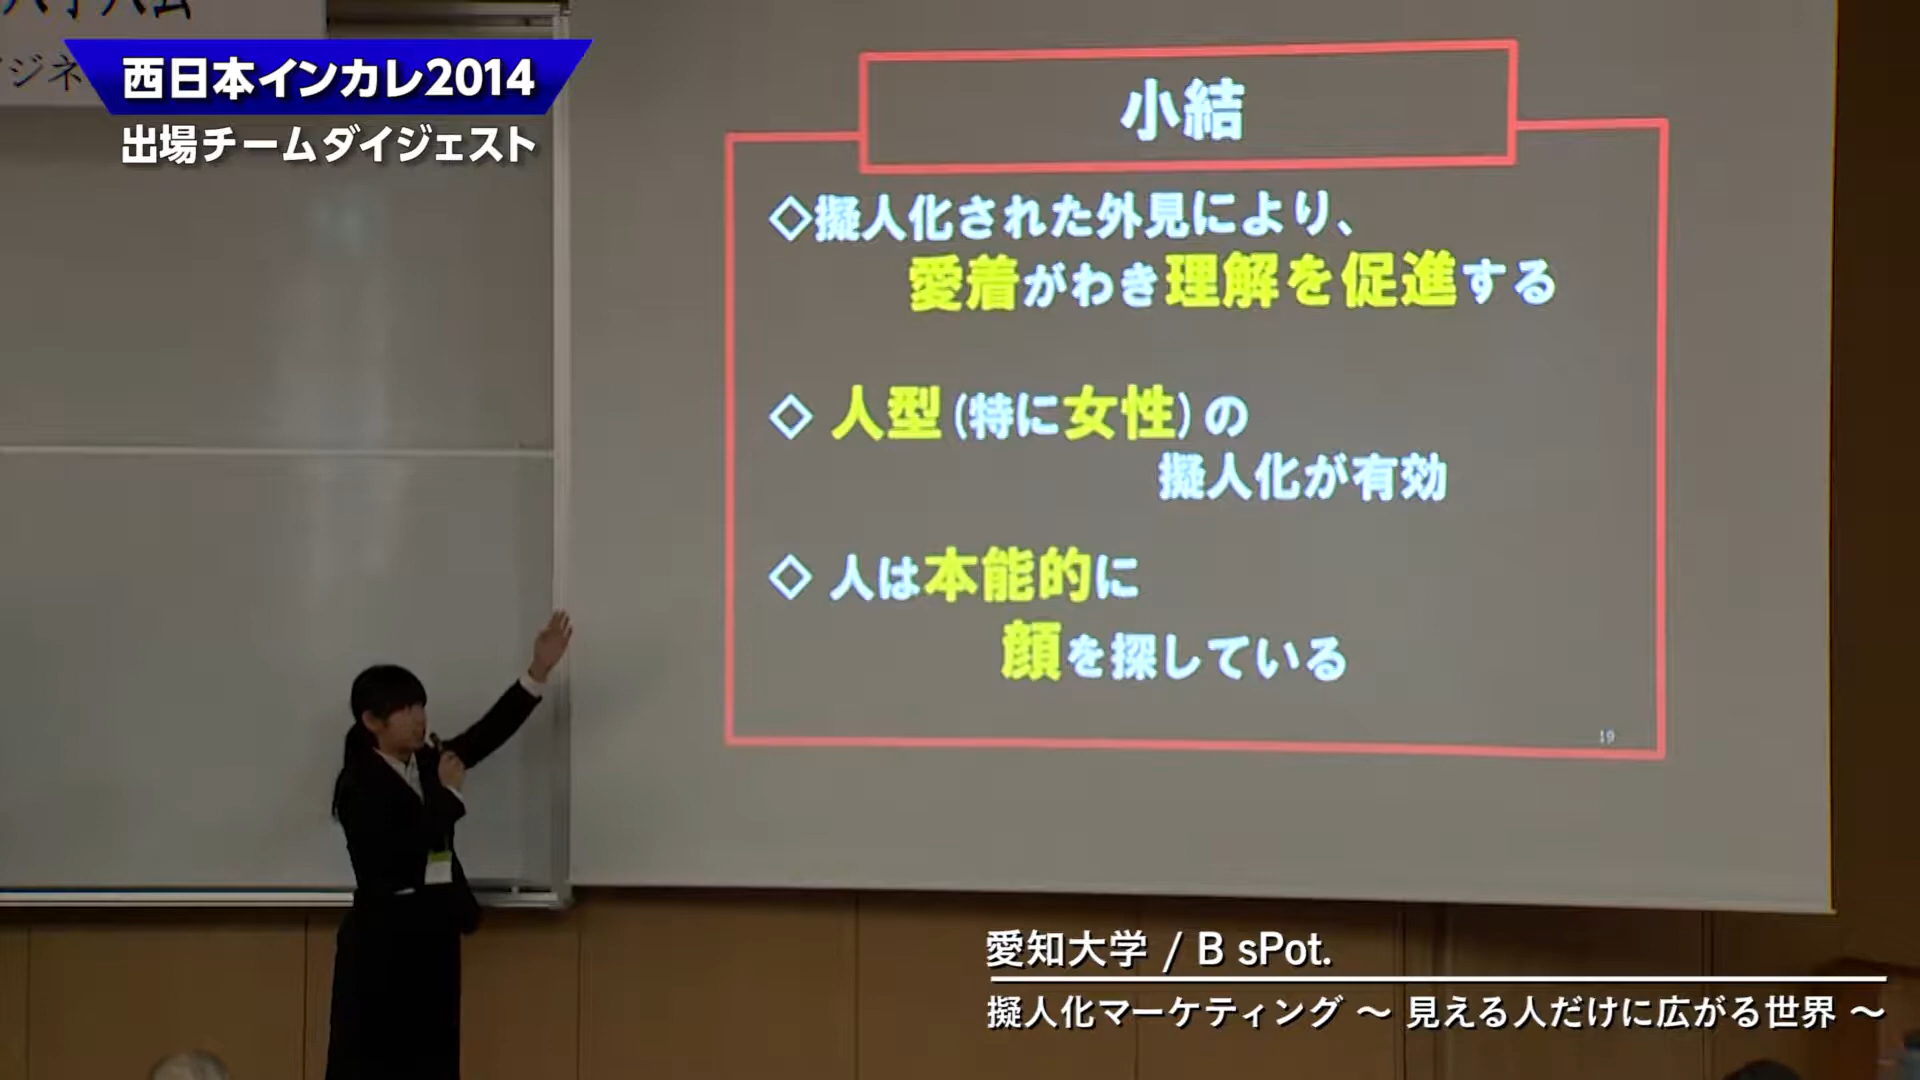 ジネ
西日本インカレ2014
出場チームダイジェスト
小結
◇擬人化された外見により、
愛着がわき理解を促進する
◇ 人型(特に女性)の
擬人化が有効
◇ 人は本能的に
顔を探している
19
愛知大学 / B sPot.
擬人化マーケティング ～ 見える人だけに広がる世界 ～